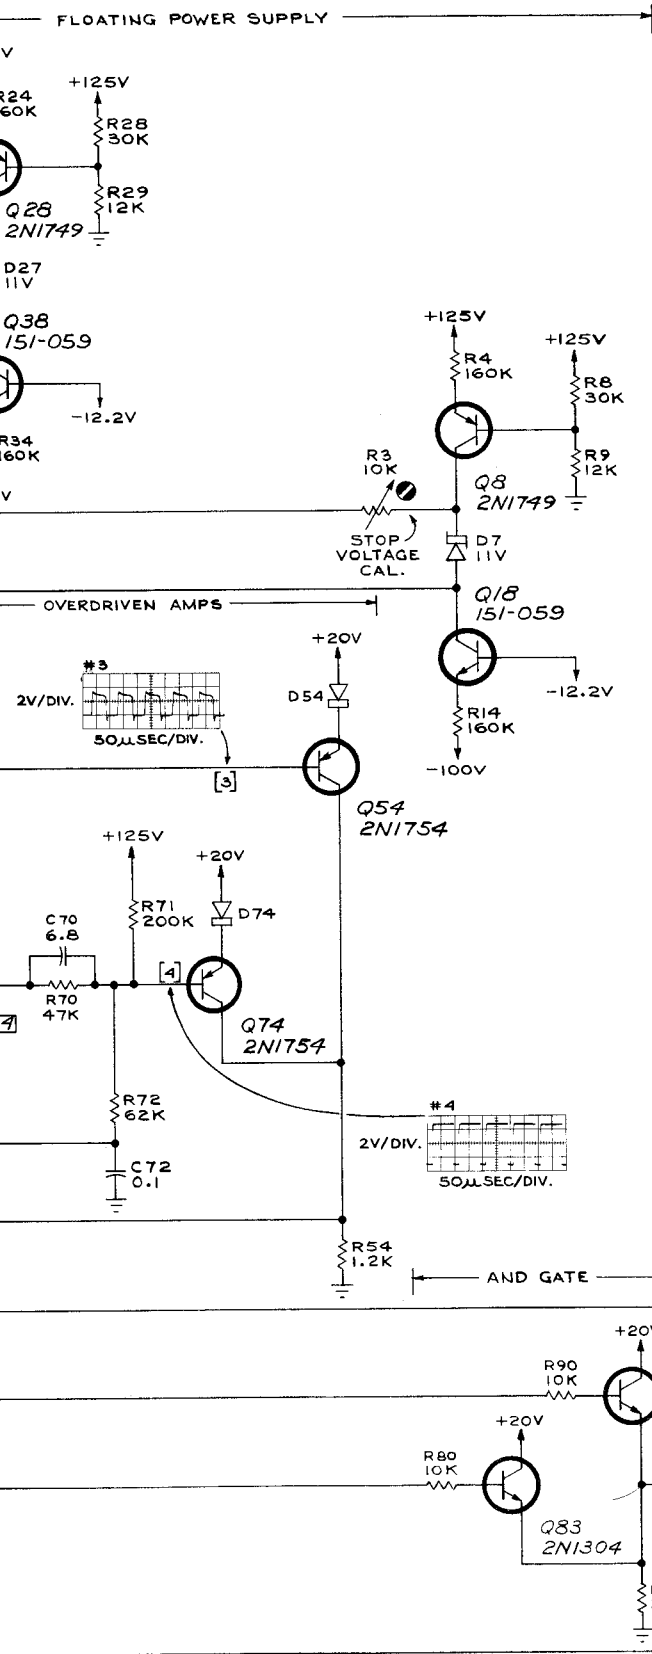 FLOATING POWER SUPPLY
V
+125V
R24
60K
R28
30K
R29
12K
Q28
2N1749
D27
11V
Q38
151-059
-12.2V
R34
160K
V
+125V
R4
160K
+125V
R8
30K
R3
10K
R9
12K
Q8
2N1749
STOP
VOLTAGE
CAL.
D7
11V
Q18
151-059
OVERDRIVEN AMPS
+20V
#3
2V/DIV.
50μSEC/DIV.
D54
-12.2V
R14
160K
-100V
[3]
Q54
2N1754
+125V
+20V
R71
200K
D74
C70
6.8
[4]
R70
47K
4
Q74
2N1754
R72
62K
#4
2V/DIV.
50μSEC/DIV.
C72
0.1
R54
1.2K
AND GATE
+20V
R90
10K
+20V
R80
10K
Q83
2N1304